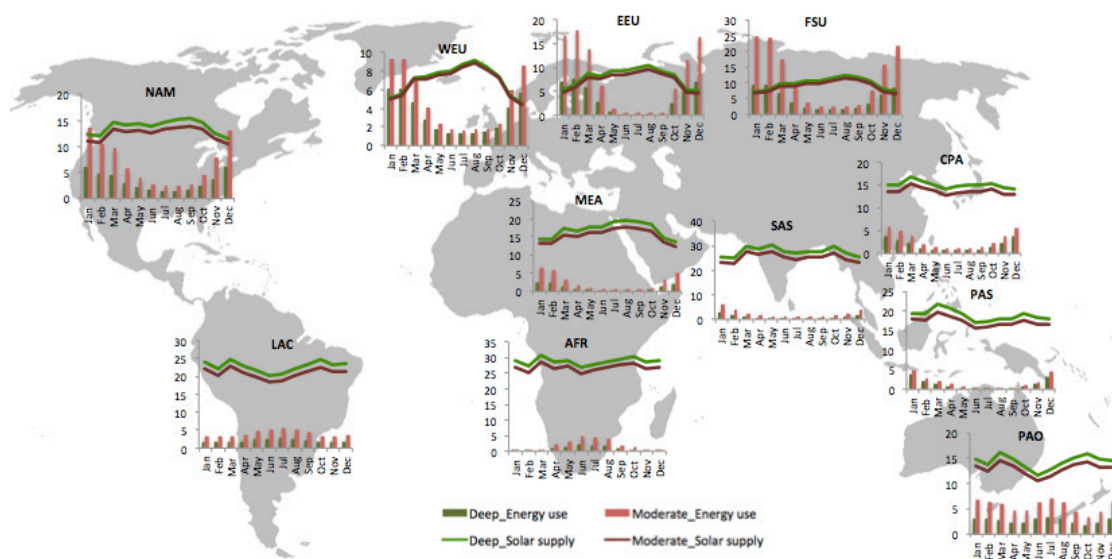 NAM
20
15
10
5
0
Jan Feb Mar Apr May Jun Jul Aug Sep Oct Nov Dec
WEU
10
8
6
4
2
0
Jan Feb Mar Apr May Jun Jul Aug Sep Oct Nov Dec
EEU
20
15
10
5
0
Jan Feb Mar Apr May Jun Jul Aug Sep Oct Nov Dec
FSU
30
25
20
15
10
5
0
Jan Feb Mar Apr May Jun Jul Aug Sep Oct Nov Dec
CPA
20
15
10
5
0
Jan Feb Mar Apr May Jun Jul Aug Sep Oct Nov Dec
MEA
25
20
15
10
5
0
Jan Feb Mar Apr May Jun Jul Aug Sep Oct Nov Dec
SAS
40
30
20
10
0
Jan Feb Mar Apr May Jun Jul Aug Sep Oct Nov Dec
PAS
25
20
15
10
5
0
Jan Feb Mar Apr May Jun Jul Aug Sep Oct Nov Dec
LAC
30
25
20
15
10
5
0
Jan Feb Mar Apr May Jun Jul Aug Sep Oct Nov Dec
AFR
35
30
25
20
15
10
5
0
Jan Feb Mar Apr May Jun Jul Aug Sep Oct Nov Dec
PAO
20
15
10
5
0
Jan Feb Mar Apr May Jun Jul Aug Sep Oct Nov Dec
Deep_Energy use
Moderate_Energy use
Deep_Solar supply
Moderate_Solar supply